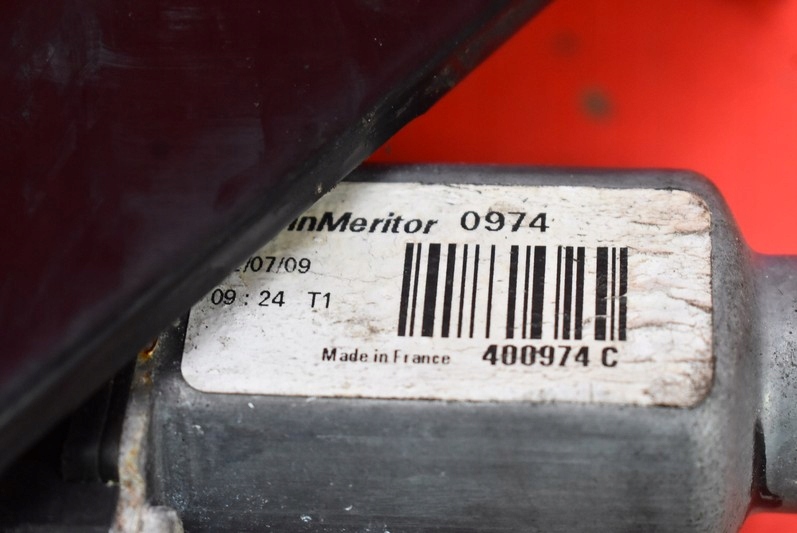 inMeritor 0974
/07/09
09 : 24 T1
Made in France 400974 C